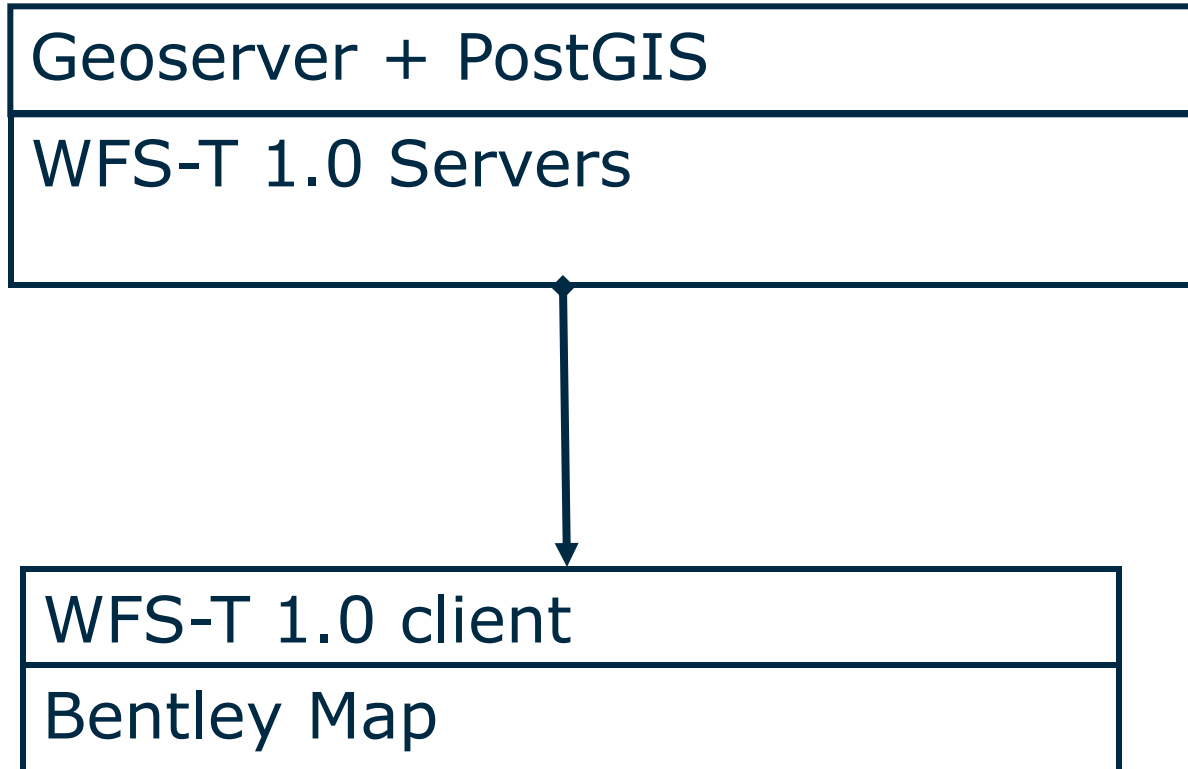 Geoserver + PostGIS
WFS-T 1.0 Servers
WFS-T 1.0 client
Bentley Map